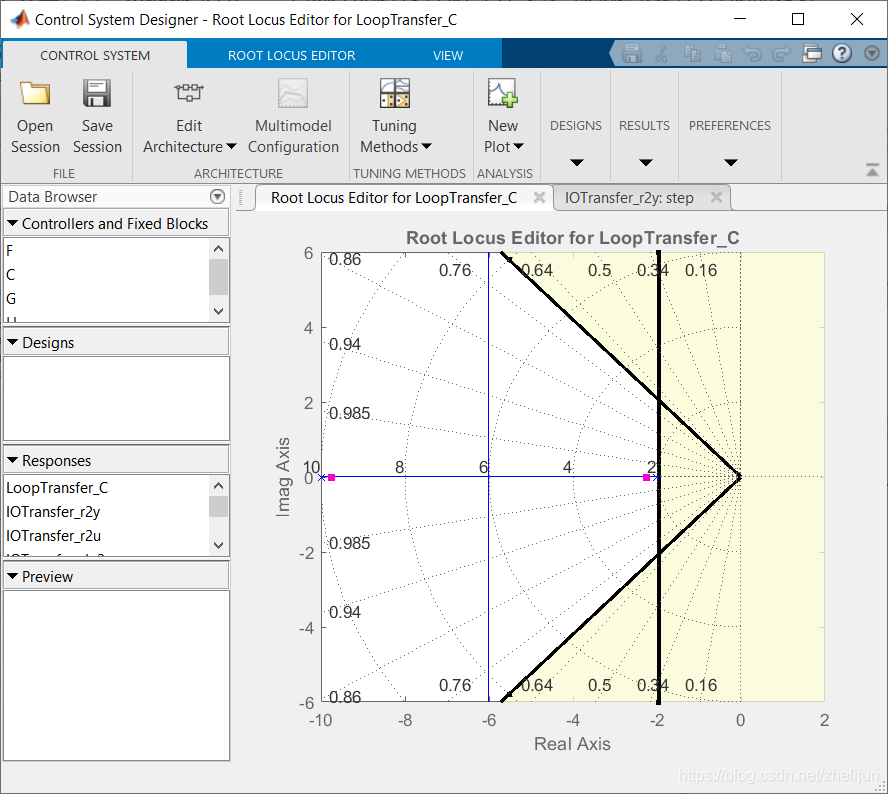 Control System Designer - Root Locus Editor for LoopTransfer_C
CONTROL SYSTEM
ROOT LOCUS EDITOR
VIEW
Open Session
Save Session
Edit Architecture
Multimodel Configuration
Tuning Methods
New Plot
DESIGNS
RESULTS
PREFERENCES
FILE
ARCHITECTURE
TUNING METHODS
ANALYSIS
Data Browser
Controllers and Fixed Blocks
F
C
G
Designs
Responses
LoopTransfer_C
IOTransfer_r2y
IOTransfer_r2u
Preview
Root Locus Editor for LoopTransfer_C
IOTransfer_r2y: step
Root Locus Editor for LoopTransfer_C
6
4
2
0
-2
-4
-6
Imag Axis
0.86
0.76
0.64
0.5
0.34
0.16
0.94
0.985
10
8
6
4
2
0.985
0.94
0.86
0.76
0.64
0.5
0.34
0.16
-10
-8
-6
-4
-2
0
2
Real Axis
https://blog.csdn.net/zhelijun